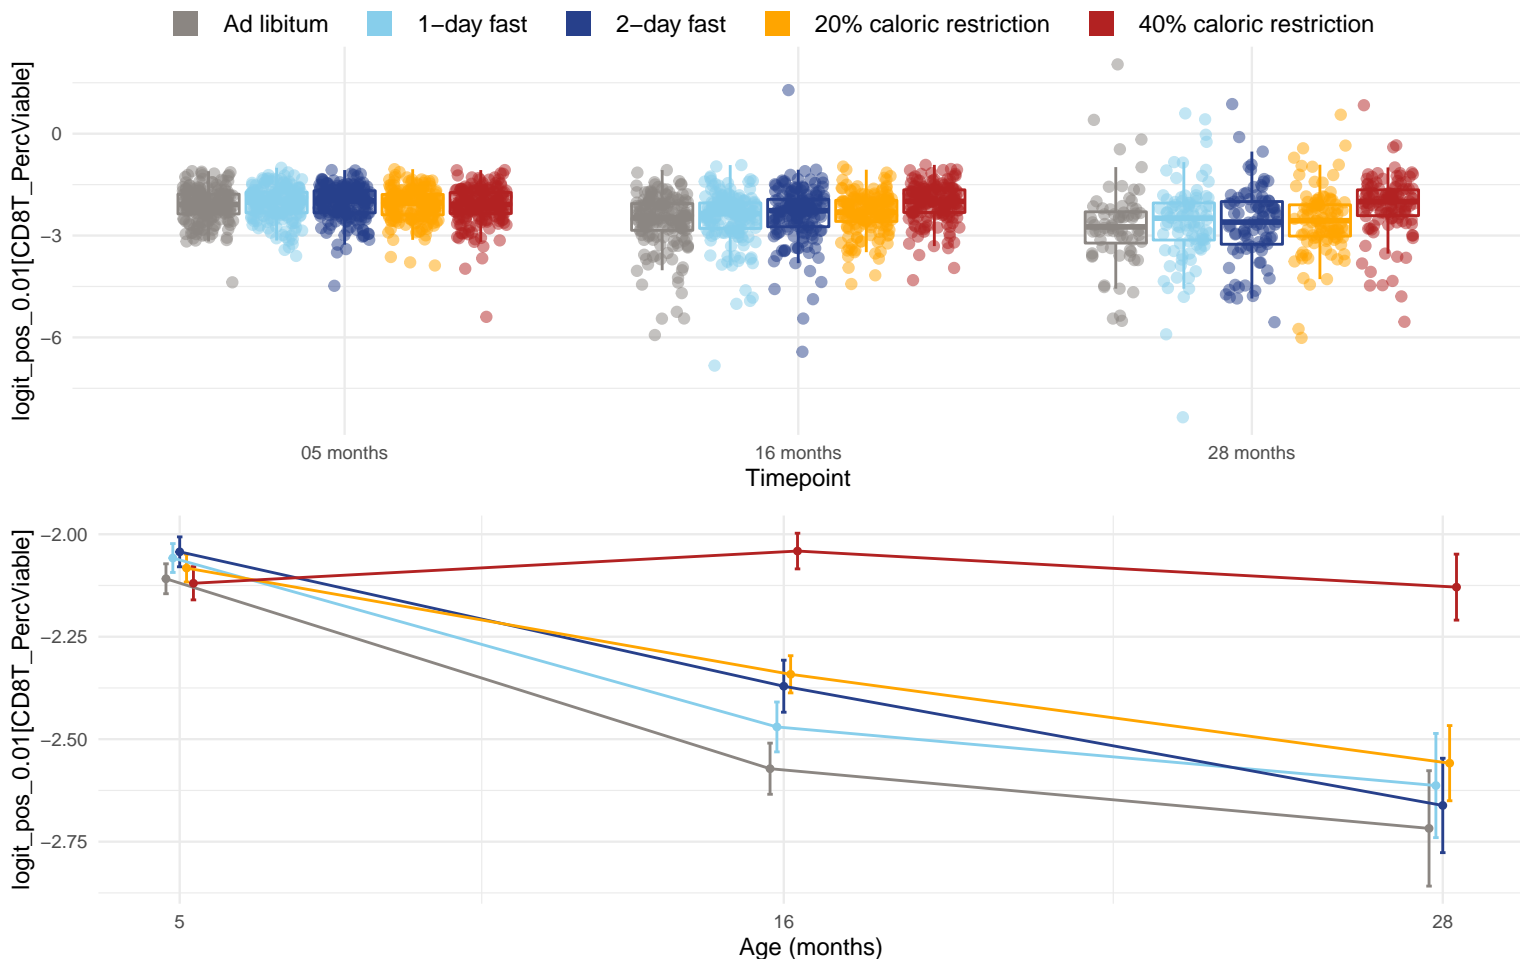 Ad libitum 1−day fast 2−day fast 20% caloric restriction 40% caloric restriction
logit_pos_0.01[CD8T_PercViable]
0
−3
−6
05 months 16 months 28 months
Timepoint
logit_pos_0.01[CD8T_PercViable]
−2.00
−2.25
−2.50
−2.75
5 16 28
Age (months)